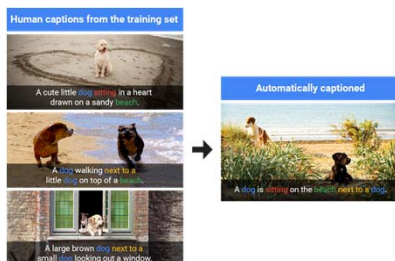 Human captions from the training set
A cute little dog sitting in a heart
drawn on a sandy beach.
A dog walking next to a
little dog on top of a beach.
A large brown dog next to a
small dog looking out a window.
Automatically captioned
A dog is sitting on the beach next to a dog.